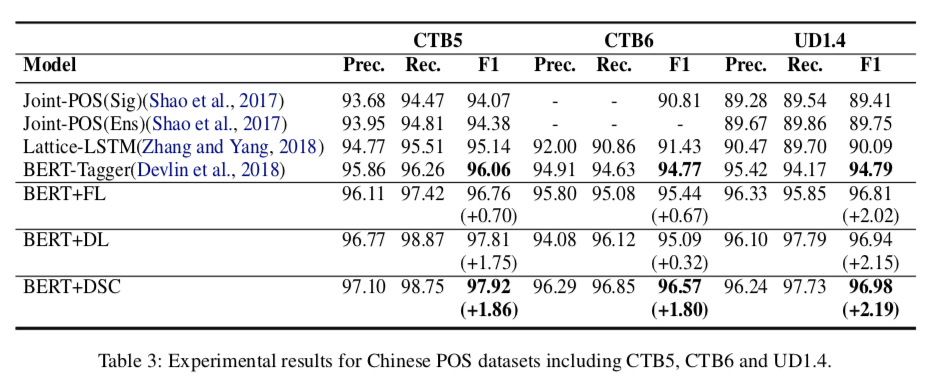 CTB5 CTB6 UD1.4
Model Prec. Rec. F1 Prec. Rec. F1 Prec. Rec. F1
Joint-POS(Sig)(Shao et al., 2017) 93.68 94.47 94.07 - - 90.81 89.28 89.54 89.41
Joint-POS(Ens)(Shao et al., 2017) 93.95 94.81 94.38 - - - 89.67 89.86 89.75
Lattice-LSTM(Zhang and Yang, 2018) 94.77 95.51 95.14 92.00 90.86 91.43 90.47 89.70 90.09
BERT-Tagger(Devlin et al., 2018) 95.86 96.26 96.06 94.91 94.63 94.77 95.42 94.17 94.79
BERT+FL 96.11 97.42 96.76 95.80 95.08 95.44 96.33 95.85 96.81
(+0.70) (+0.67) (+2.02)
BERT+DL 96.77 98.87 97.81 94.08 96.12 95.09 96.10 97.79 96.94
(+1.75) (+0.32) (+2.15)
BERT+DSC 97.10 98.75 97.92 96.29 96.85 96.57 96.24 97.73 96.98
(+1.86) (+1.80) (+2.19)
Table 3: Experimental results for Chinese POS datasets including CTB5, CTB6 and UD1.4.